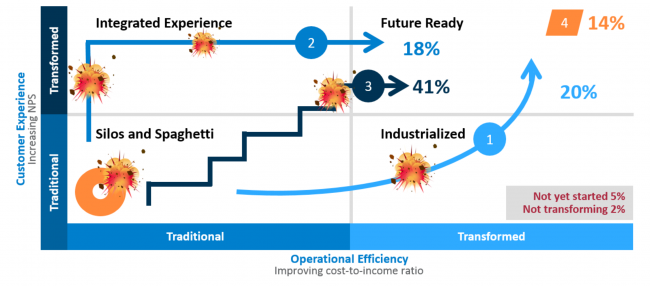 Integrated Experience
Future Ready
4
14%
2
18%
3
41%
20%
Customer Experience
Increasing NPS
Transformed
Traditional
Silos and Spaghetti
Industrialized
1
Not yet started 5%
Not transforming 2%
Traditional
Transformed
Operational Efficiency
Improving cost-to-income ratio